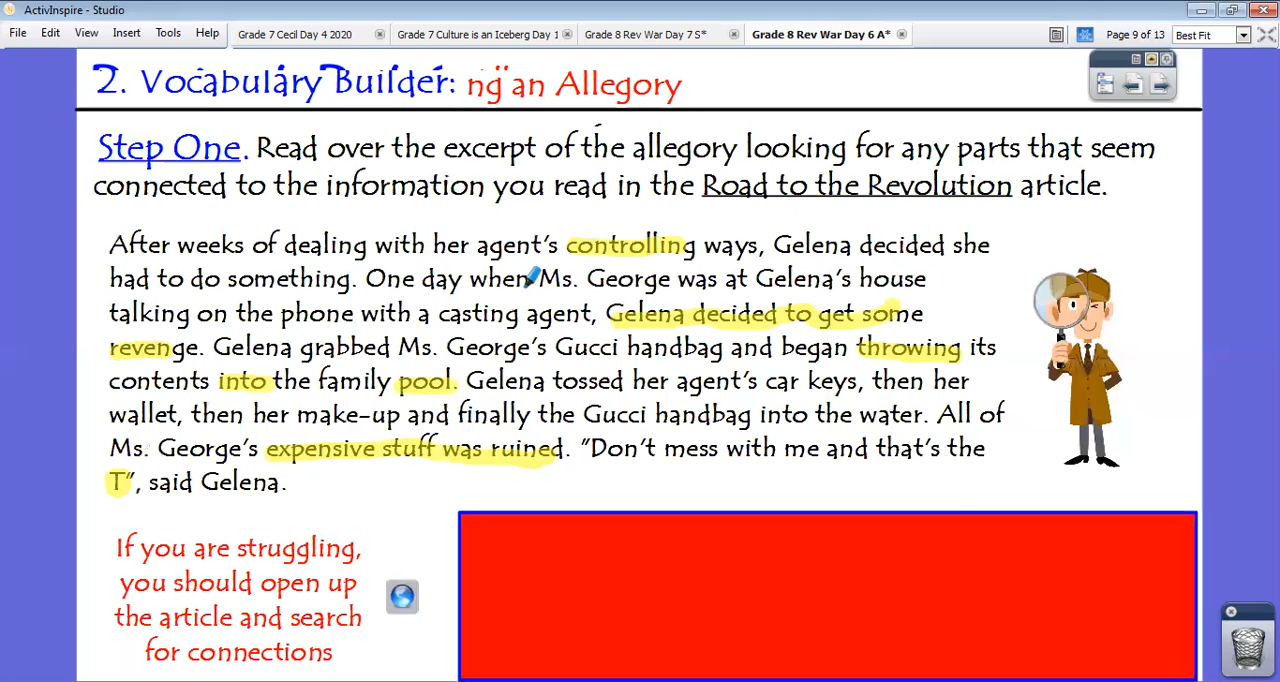 ActivInspire - Studio
File Edit View Insert Tools Help
Grade 7 Cecil Day 4 2020
Grade 7 Culture is an Iceberg Day 1
Grade 8 Rev War Day 7 S*
Grade 8 Rev War Day 6 A*
Page 9 of 13
Best Fit
2. Vocabulary Builder: ng an Allegory
Step One. Read over the excerpt of the allegory looking for any parts that seem
connected to the information you read in the Road to the Revolution article.
After weeks of dealing with her agent's controlling ways, Gelena decided she
had to do something. One day when Ms. George was at Gelena's house
talking on the phone with a casting agent, Gelena decided to get some
revenge. Gelena grabbed Ms. George's Gucci handbag and began throwing its
contents into the family pool. Gelena tossed her agent's car keys, then her
wallet, then her make-up and finally the Gucci handbag into the water. All of
Ms. George's expensive stuff was ruined. "Don't mess with me and that's the
T", said Gelena.
If you are struggling,
you should open up
the article and search
for connections